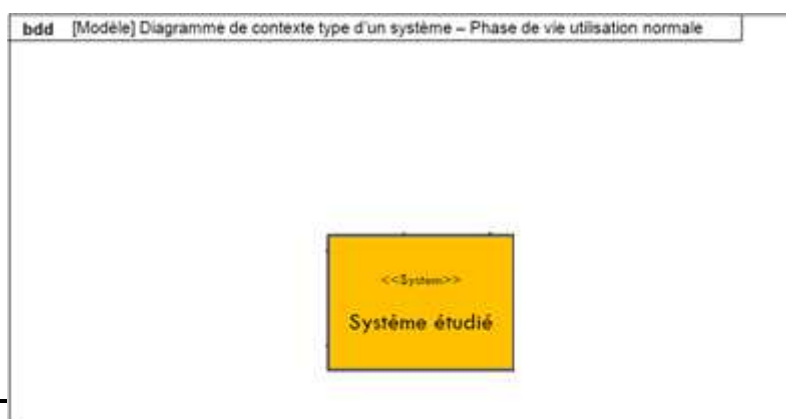 bdd [Modèle] Diagramme de contexte type d'un système – Phase de vie utilisation normale
<<System>>
Système étudié